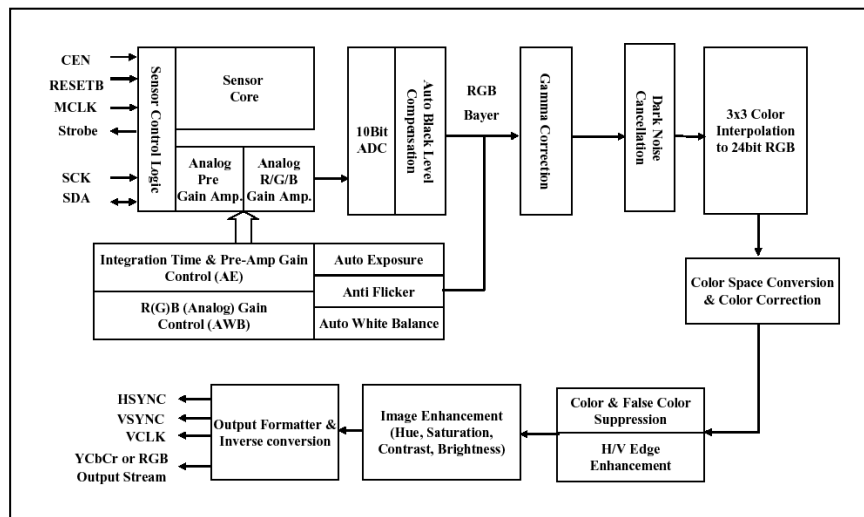 CEN
RESETB
MCLK
Strobe
SCK
SDA
Sensor Control Logic
Sensor
Core
Analog
Pre
Gain Amp.
Analog
R/G/B
Gain Amp.
10Bit
ADC
Auto Black Level
Compensation
RGB
Bayer
Gamma Correction
Dark Noise
Cancellation
3x3 Color
Interpolation
to 24bit RGB
Integration Time & Pre-Amp Gain
Control (AE)
R(G)B (Analog) Gain
Control (AWB)
Auto Exposure
Anti Flicker
Auto White Balance
Color Space Conversion
& Color Correction
HSYNC
VSYNC
VCLK
YCbCr or RGB
Output Stream
Output Formatter &
Inverse conversion
Image Enhancement
(Hue, Saturation,
Contrast, Brightness)
Color & False Color
Suppression
H/V Edge
Enhancement